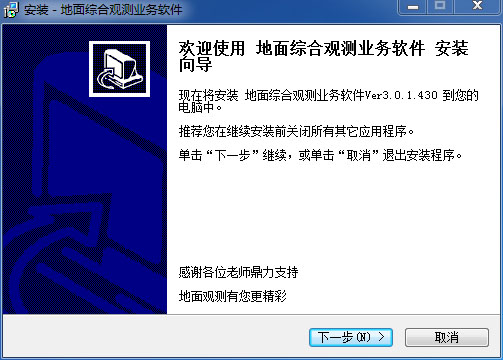 安装 - 地面综合观测业务软件
欢迎使用 地面综合观测业务软件 安装
向导
现在将安装 地面综合观测业务软件Ver3.0.1.430 到您的
电脑中。
推荐您在继续安装前关闭所有其它应用程序。
单击“下一步”继续，或单击“取消”退出安装程序。
感谢各位老师鼎力支持
地面观测有您更精彩
下一步(N) >
取消